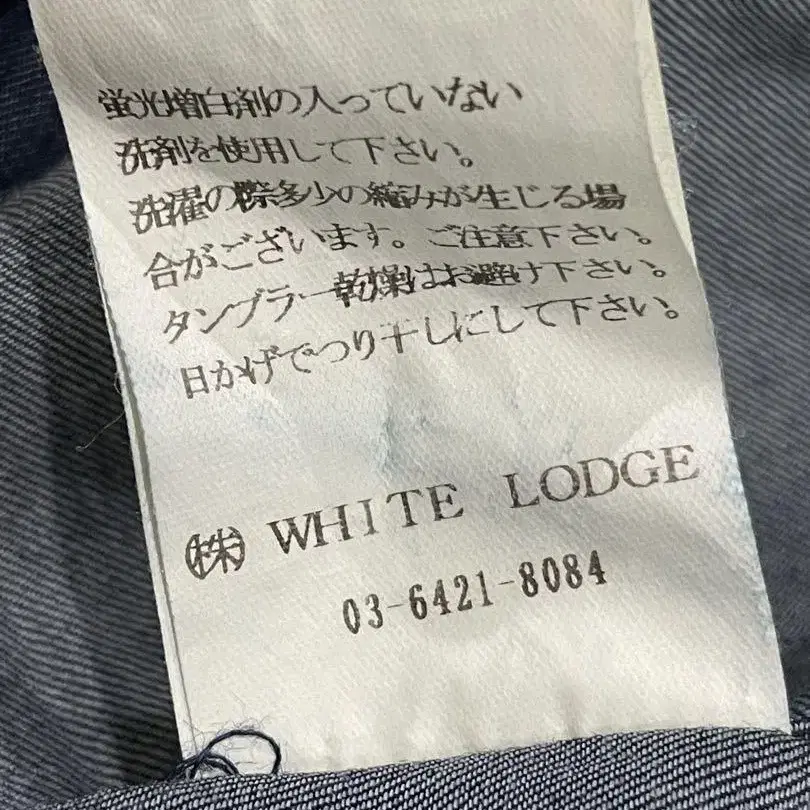 蛍光増白剤の入っていない
洗剤を使用して下さい。
洗濯の際多少の縮みが生じる場
合がございます。ご注意下さい。
タンブラー乾燥はお避け下さい。
日かげでつり干しにして下さい。
㈱ WHITE LODGE
03-6421-8084